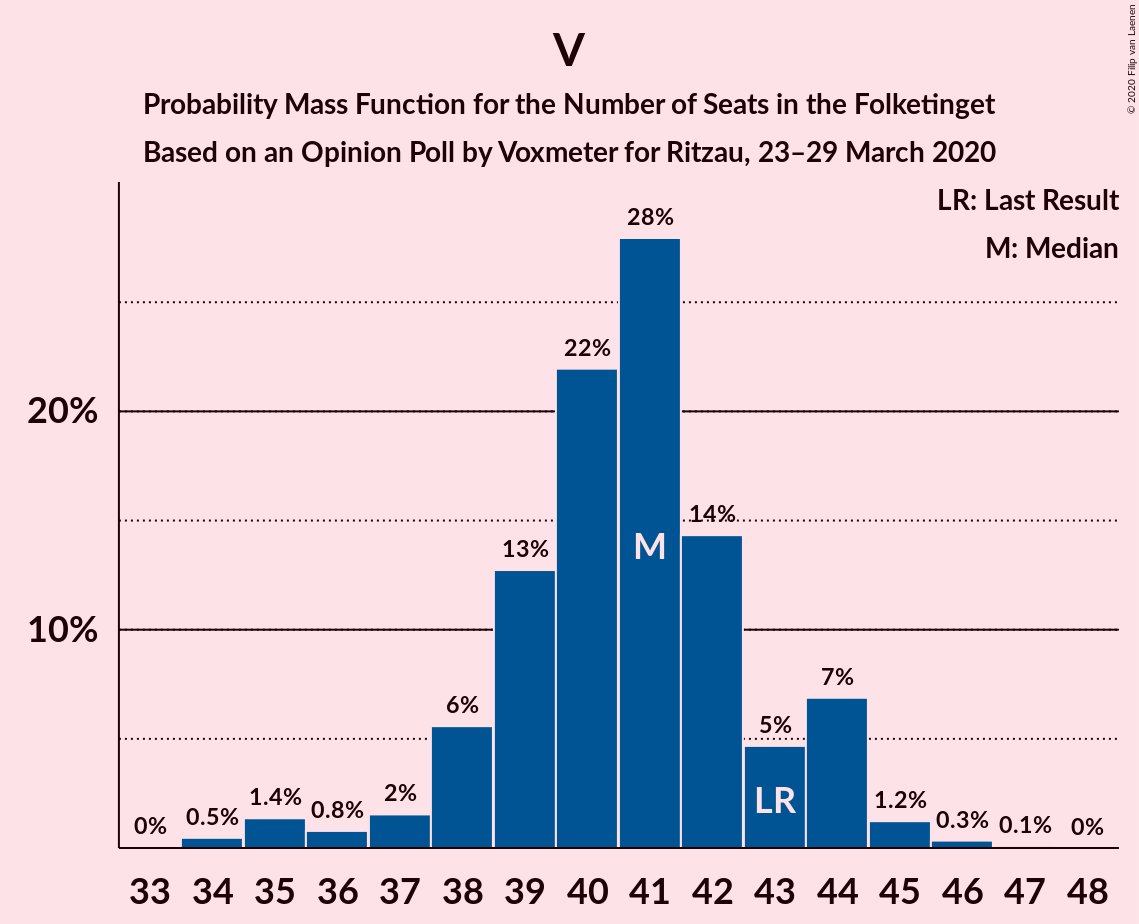 V
Probability Mass Function for the Number of Seats in the Folketinget
Based on an Opinion Poll by Voxmeter for Ritzau, 23–29 March 2020
© 2020 Filip van Laenen
LR: Last Result
M: Median
28%
22%
20%
14%
13%
M
10%
7%
6%
5%
LR
2%
1.4%
1.2%
0.8%
0.5%
0.3%
0.1%
0%
0%
33 34 35 36 37 38 39 40 41 42 43 44 45 46 47 48